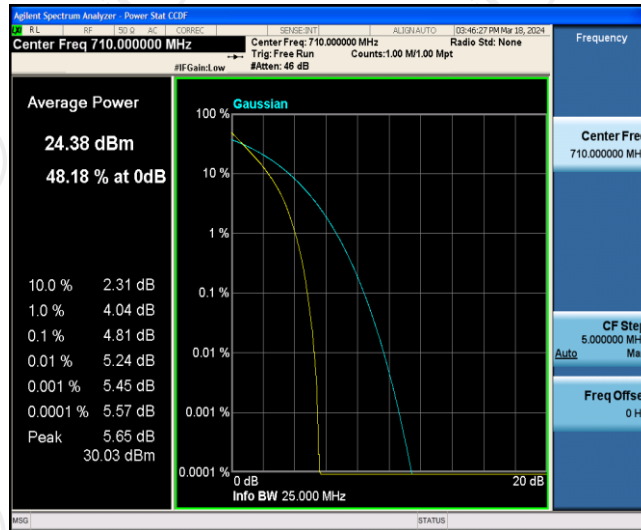 Agilent Spectrum Analyzer - Power Stat CCDF
RL RF 50 Ω AC CORREC SENSE:INT ALIGN AUTO 03:46:27 PM Mar 18, 2024
Center Freq 710.000000 MHz
Center Freq: 710.000000 MHz Radio Std: None
Trig: Free Run Counts:1.00 M/1.00 Mpt
#IFGain:Low #Atten: 46 dB
Frequency
Average Power
24.38 dBm
48.18 % at 0dB
10.0 % 2.31 dB
1.0 % 4.04 dB
0.1 % 4.81 dB
0.01 % 5.24 dB
0.001 % 5.45 dB
0.0001 % 5.57 dB
Peak 5.65 dB
30.03 dBm
Gaussian
100 %
10 %
1 %
0.1 %
0.01 %
0.001 %
0.0001 %
0 dB 20 dB
Info BW 25.000 MHz
Center Fre
710.000000 MH
CF Step
5.000000 MH
Auto Ma
Freq Offse
0 H
MSG STATUS